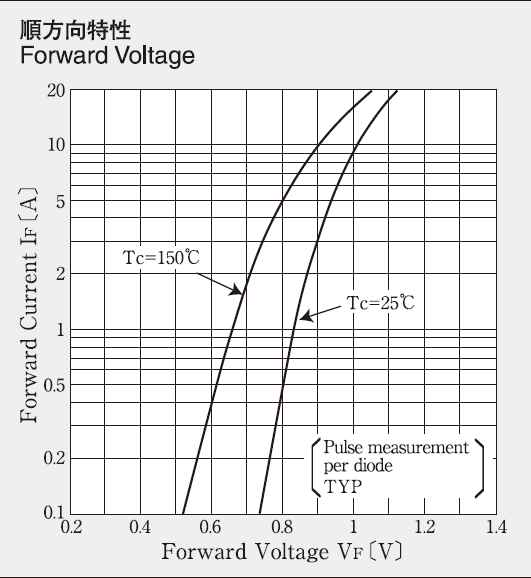 順方向特性
Forward Voltage
Forward Current IF〔A〕
20
10
5
2
1
0.5
0.2
0.1
Tc=150℃
Tc=25℃
Pulse measurement
per diode
TYP
0.2 0.4 0.6 0.8 1 1.2 1.4
Forward Voltage VF〔V〕